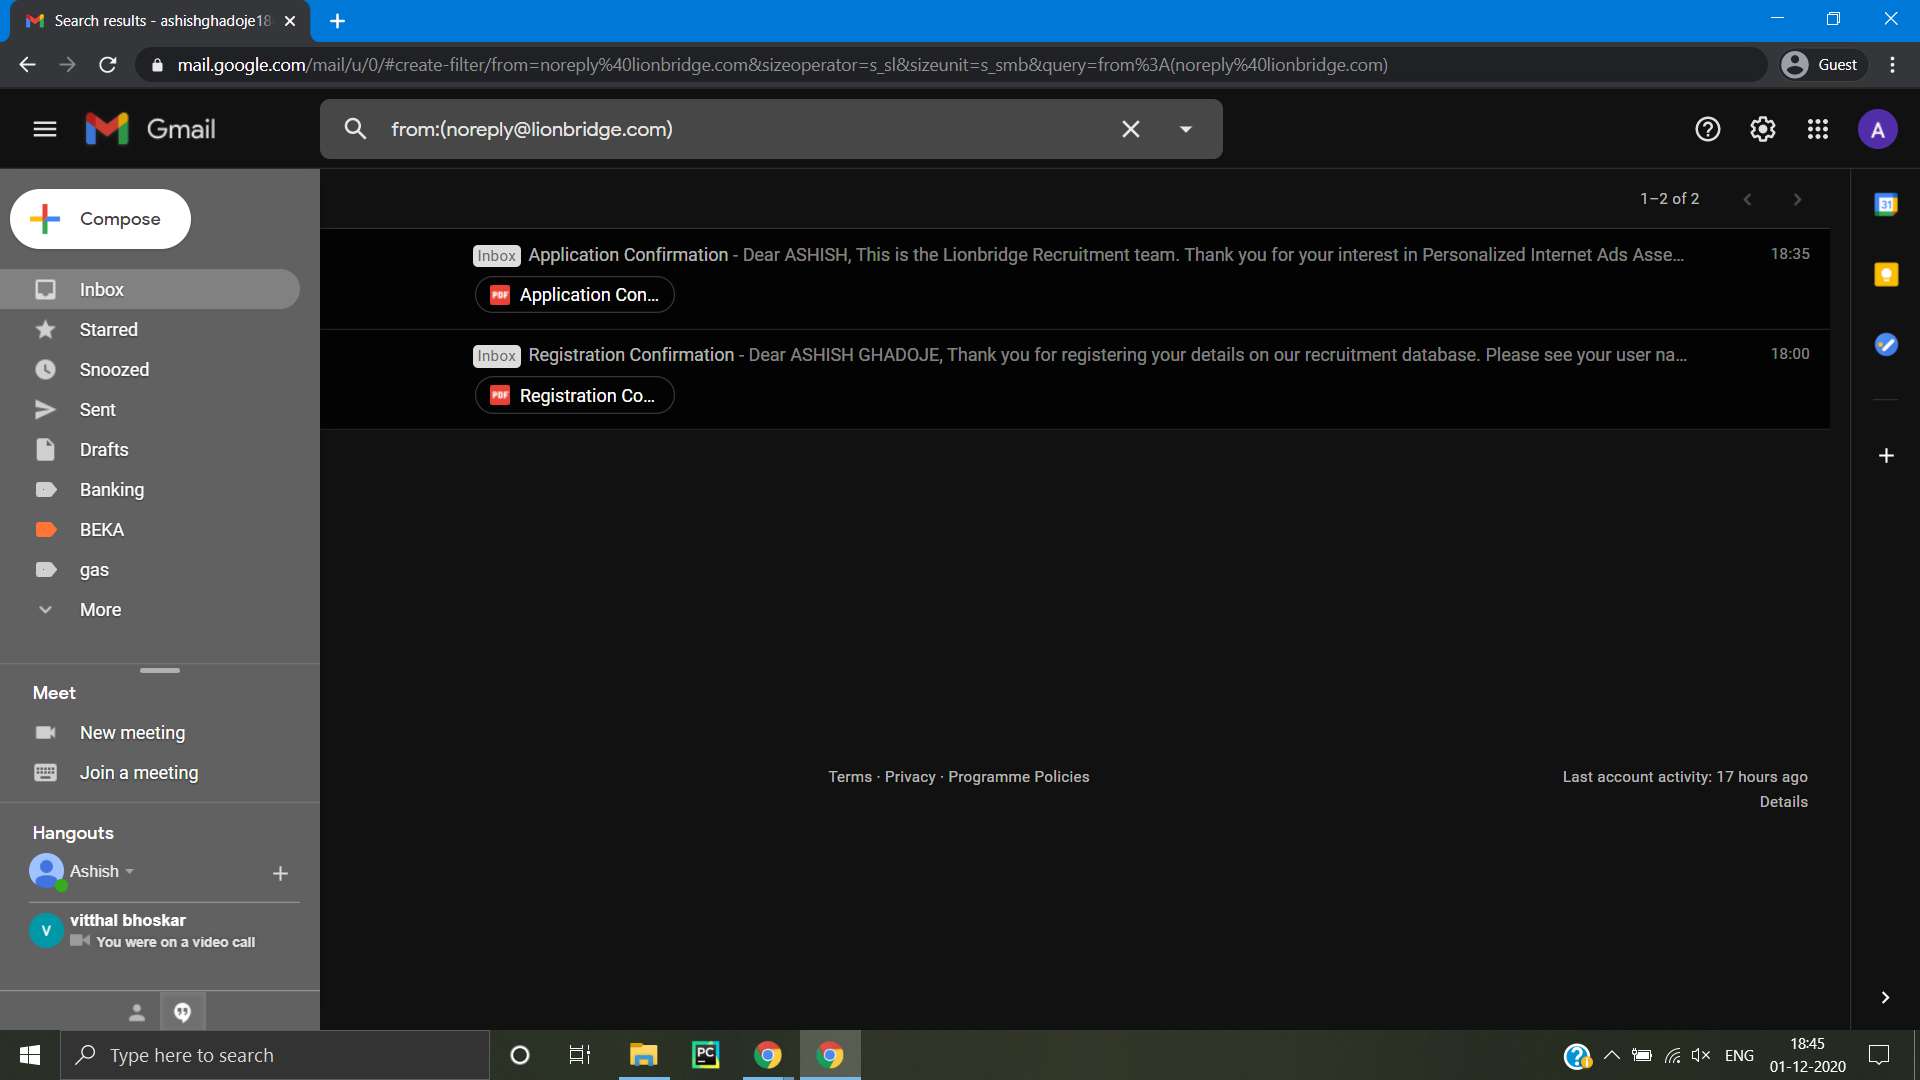 Search results - ashishghadoje18
mail.google.com/mail/u/0/#create-filter/from=noreply%40lionbridge.com&sizeoperator=s_sl&sizeunit=s_smb&query=from%3A(noreply%40lionbridge.com)
Guest
Gmail
from:(noreply@lionbridge.com)
A
Compose
1–2 of 2
Inbox Application Confirmation - Dear ASHISH, This is the Lionbridge Recruitment team. Thank you for your interest in Personalized Internet Ads Asse... 18:35
PDF Application Con...
Inbox Registration Confirmation - Dear ASHISH GHADOJE, Thank you for registering your details on our recruitment database. Please see your user na... 18:00
PDF Registration Co...
Inbox
Starred
Snoozed
Sent
Drafts
Banking
BEKA
gas
More
Meet
New meeting
Join a meeting
Hangouts
Ashish
V
vitthal bhoskar
You were on a video call
Terms · Privacy · Programme Policies
Last account activity: 17 hours ago
Details
31
Type here to search
PC
ENG
18:45
01-12-2020